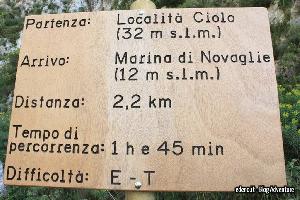 Partenza: Località Ciolo
(32 m s.l.m.)
Arrivo: Marina di Novaglie
(12 m s.l.m.)
Distanza: 2,2 km
Tempo di
percorrenza: 1 h e 45 min
Difficoltà: E - T